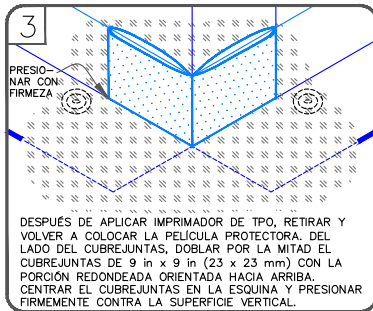 3
PRESIO-
NAR CON
FIRMEZA
DESPUÉS DE APLICAR IMPRIMADOR DE TPO, RETIRAR Y
VOLVER A COLOCAR LA PELÍCULA PROTECTORA. DEL
LADO DEL CUBREJUNTAS, DOBLAR POR LA MITAD EL
CUBREJUNTAS DE 9 in x 9 in (23 x 23 mm) CON LA
PORCIÓN REDONDEADA ORIENTADA HACIA ARRIBA.
CENTRAR EL CUBREJUNTAS EN LA ESQUINA Y PRESIONAR
FIRMEMENTE CONTRA LA SUPERFICIE VERTICAL.